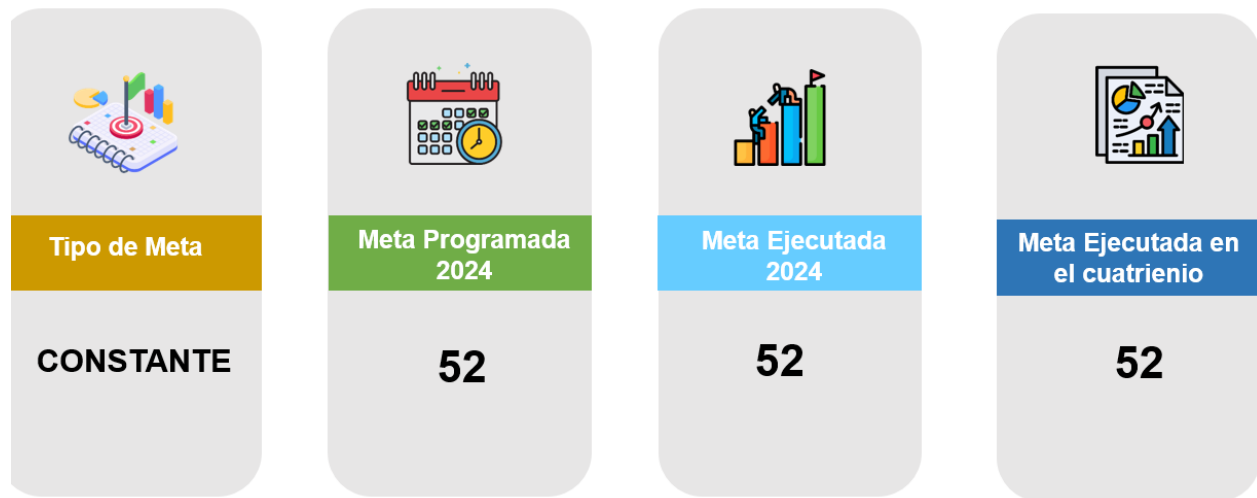 Tipo de Meta
CONSTANTE
Meta Programada
2024
52
Meta Ejecutada
2024
52
Meta Ejecutada en
el cuatrienio
52